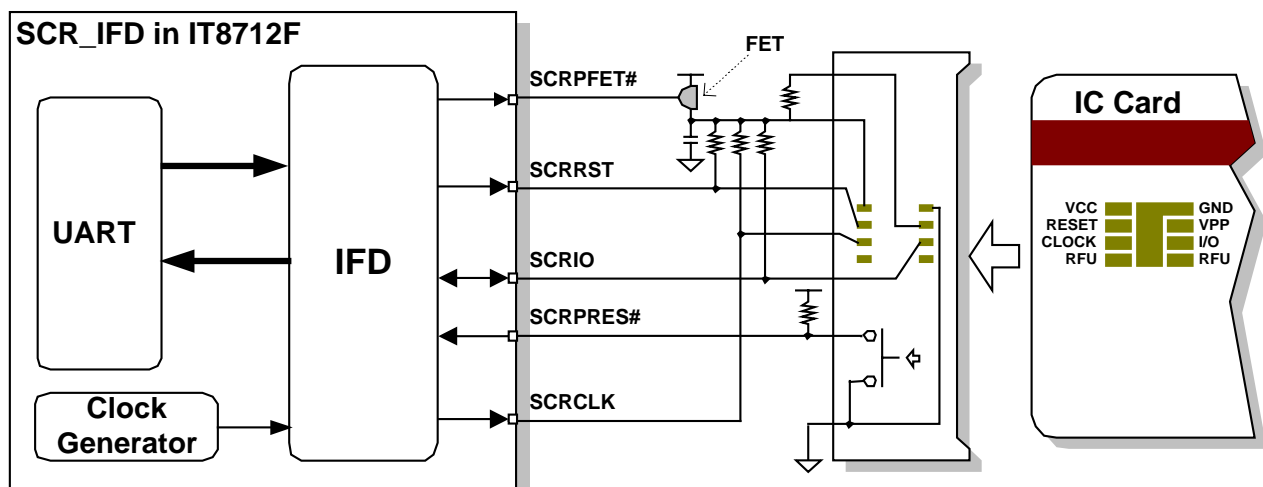 SCR_IFD in IT8712F
UART
IFD
Clock
Generator
SCRPFET#
SCRRST
SCRIO
SCRPRES#
SCRCLK
FET
IC Card
VCC
RESET
CLOCK
RFU
GND
VPP
I/O
RFU